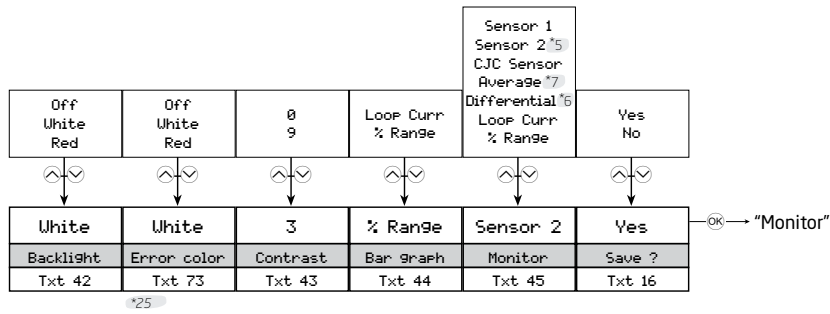 Sensor 1
Sensor 2 *5
CJC Sensor
Average *7
Differential *6
Loop Curr
% Range
Off
White
Red
Off
White
Red
0
9
Loop Curr
% Range
Yes
No
White
White
3
% Range
Sensor 2
Yes
OK
"Monitor"
Backlight
Error color
Contrast
Bar graph
Monitor
Save ?
Txt 42
Txt 73
Txt 43
Txt 44
Txt 45
Txt 16
*25